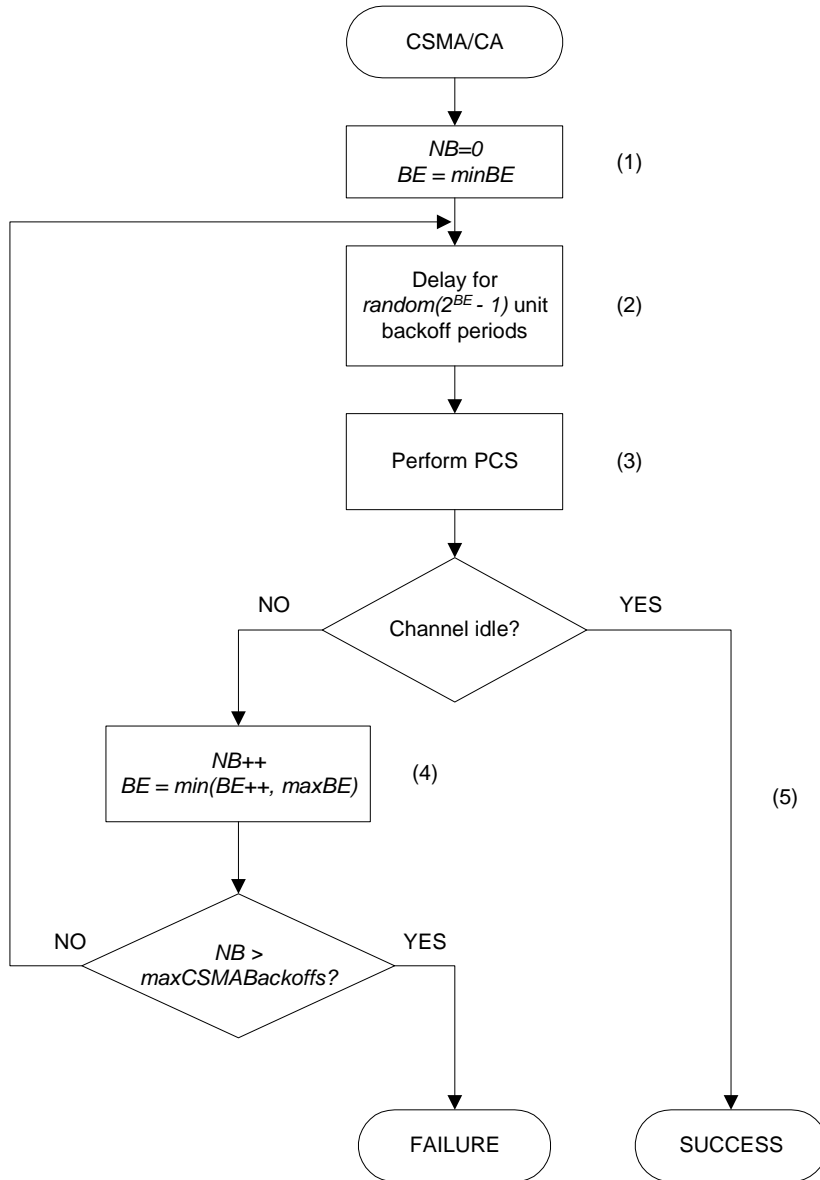 CSMA/CA
NB=0
BE = minBE
(1)
Delay for
random(2^BE - 1) unit
backoff periods
(2)
Perform PCS
(3)
NO
YES
Channel idle?
NB++
BE = min(BE++, maxBE)
(4)
(5)
NO
YES
NB >
maxCSMABackoffs?
FAILURE
SUCCESS